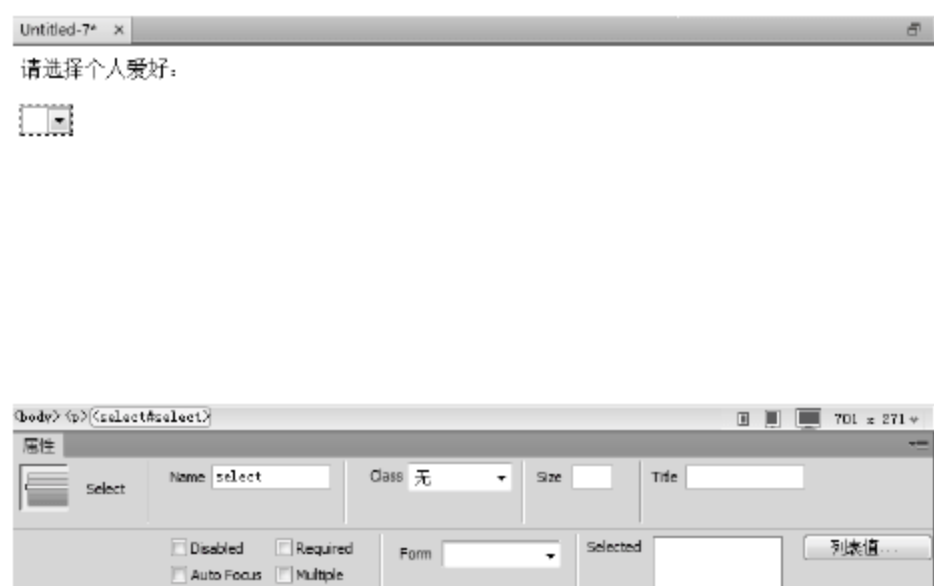 Untitled-7* ×
请选择个人爱好:
<body> <p> <select#select> 701 x 271
属性
Select Name select Class 无 Size Title
Disabled Required Form Selected 列表值...
Auto Focus Multiple